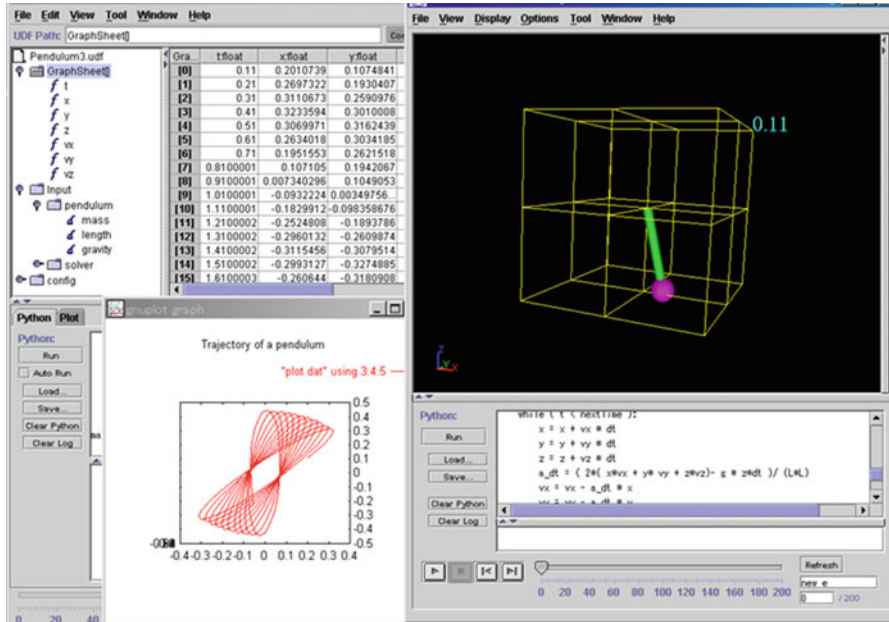 File Edit View Tool Window Help
UDF Path: GraphSheet[]
Pendulum3.udf
GraphSheet[]
t
x
y
z
vx
vy
vz
Input
pendulum
mass
length
gravity
solver
config
Gra... t:float x:float y:float
[0] 0.11 0.2010739 0.1074841
[1] 0.21 0.2697322 0.1930407
[2] 0.31 0.3110673 0.2590976
[3] 0.41 0.3233594 0.3010008
[4] 0.51 0.3069971 0.3162439
[5] 0.61 0.2634018 0.3034185
[6] 0.71 0.1951553 0.2621518
[7] 0.8100001 0.107105 0.1942067
[8] 0.9100001 0.007340296 0.1049053
[9] 1.0100001 -0.0932224 0.00349756...
[10] 1.1100001 -0.1829912 -0.098358676
[11] 1.2100002 -0.2524808 -0.1893786
[12] 1.3100002 -0.2960132 -0.2609874
[13] 1.4100002 -0.3115456 -0.3079514
[14] 1.5100002 -0.2993127 -0.3274885
[15] 1.6100003 -0.260644 -0.3180908
Python Plot
Python:
Run
Auto Run
Load...
Save...
Clear Python
Clear Log
0 20 40
gnuplot graph
Trajectory of a pendulum
"plot.dat" using 3:4:5
0.5
0.4
0.3
0.2
0.1
0
-0.1
-0.2
-0.3
-0.4
-0.5
-0.4 -0.3 -0.2 -0.1 0 0.1 0.2 0.3 0.4
File View Display Options Tool Window Help
0.11
Z
Y
X
Python:
Run
Load...
Save...
Clear Python
Clear Log
while ( t < nextTime ):
x = x + vx * dt
y = y + vy * dt
z = z + vz * dt
a_dt = ( 2*( x*vx + y* vy + z*vz)- g * z*dt )/ (L*L)
vx = vx - a_dt * x
vy = vy - a_dt * y
0 20 40 60 80 100 120 140 160 180 200
Refresh
new_e
0 / 200